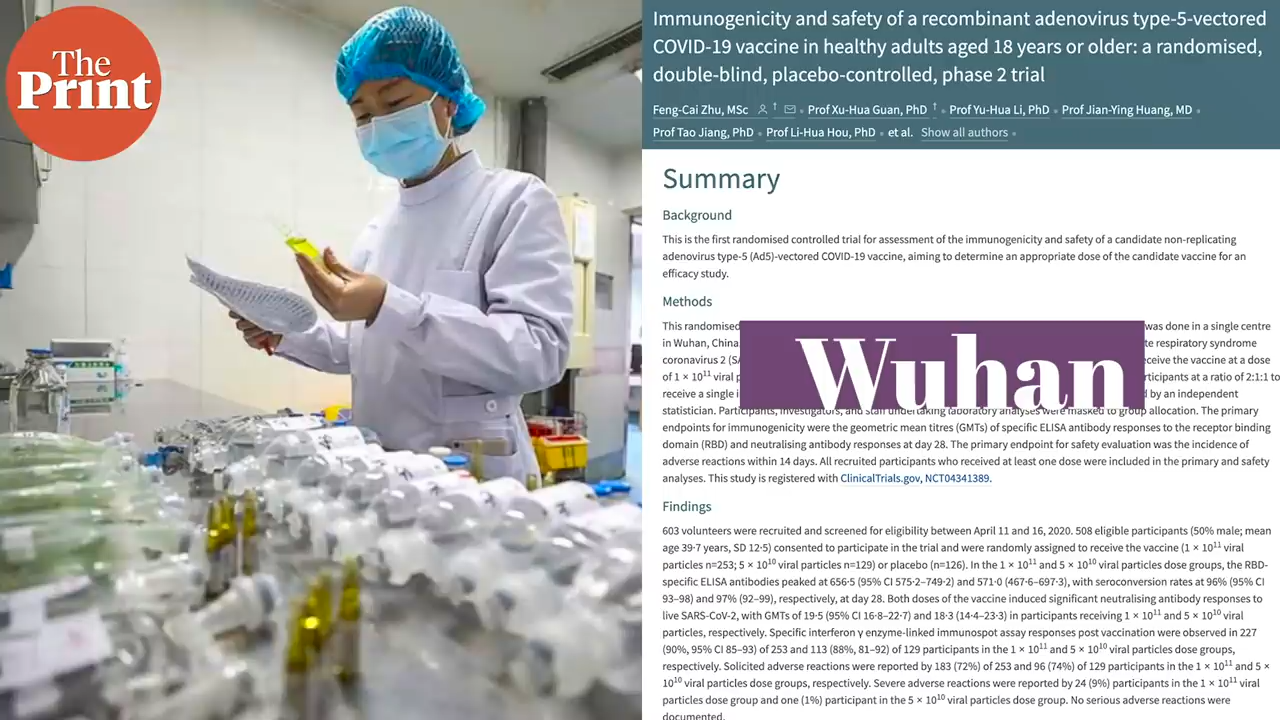 The
Print
Immunogenicity and safety of a recombinant adenovirus type-5-vectored
COVID-19 vaccine in healthy adults aged 18 years or older: a randomised,
double-blind, placebo-controlled, phase 2 trial
Feng-Cai Zhu, MSc † • Prof Xu-Hua Guan, PhD † • Prof Yu-Hua Li, PhD • Prof Jian-Ying Huang, MD •
Prof Tao Jiang, PhD • Prof Li-Hua Hou, PhD • et al. Show all authors •
Summary
Background
This is the first randomised controlled trial for assessment of the immunogenicity and safety of a candidate non-replicating
adenovirus type-5 (Ad5)-vectored COVID-19 vaccine, aiming to determine an appropriate dose of the candidate vaccine for an
efficacy study.
Methods
This randomised was done in a single centre
in Wuhan, China te respiratory syndrome
coronavirus 2 (SA eceive the vaccine at a dose
of 1 × 10¹¹ viral p rticipants at a ratio of 2:1:1 to
receive a single i d by an independent
Wuhan
statistician. Participants, investigators, and staff undertaking laboratory analyses were masked to group allocation. The primary
endpoints for immunogenicity were the geometric mean titres (GMTs) of specific ELISA antibody responses to the receptor binding
domain (RBD) and neutralising antibody responses at day 28. The primary endpoint for safety evaluation was the incidence of
adverse reactions within 14 days. All recruited participants who received at least one dose were included in the primary and safety
analyses. This study is registered with ClinicalTrials.gov, NCT04341389.
Findings
603 volunteers were recruited and screened for eligibility between April 11 and 16, 2020. 508 eligible participants (50% male; mean
age 39·7 years, SD 12·5) consented to participate in the trial and were randomly assigned to receive the vaccine (1 × 10¹¹ viral
particles n=253; 5 × 10¹⁰ viral particles n=129) or placebo (n=126). In the 1 × 10¹¹ and 5 × 10¹⁰ viral particles dose groups, the RBD-
specific ELISA antibodies peaked at 656·5 (95% CI 575·2–749·2) and 571·0 (467·6–697·3), with seroconversion rates at 96% (95% CI
93–98) and 97% (92–99), respectively, at day 28. Both doses of the vaccine induced significant neutralising antibody responses to
live SARS-CoV-2, with GMTs of 19·5 (95% CI 16·8–22·7) and 18·3 (14·4–23·3) in participants receiving 1 × 10¹¹ and 5 × 10¹⁰ viral
particles, respectively. Specific interferon γ enzyme-linked immunospot assay responses post vaccination were observed in 227
(90%, 95% CI 85–93) of 253 and 113 (88%, 81–92) of 129 participants in the 1 × 10¹¹ and 5 × 10¹⁰ viral particles dose groups,
respectively. Solicited adverse reactions were reported by 183 (72%) of 253 and 96 (74%) of 129 participants in the 1 × 10¹¹ and 5 ×
10¹⁰ viral particles dose groups, respectively. Severe adverse reactions were reported by 24 (9%) participants in the 1 × 10¹¹ viral
particles dose group and one (1%) participant in the 5 × 10¹⁰ viral particles dose group. No serious adverse reactions were
documented.